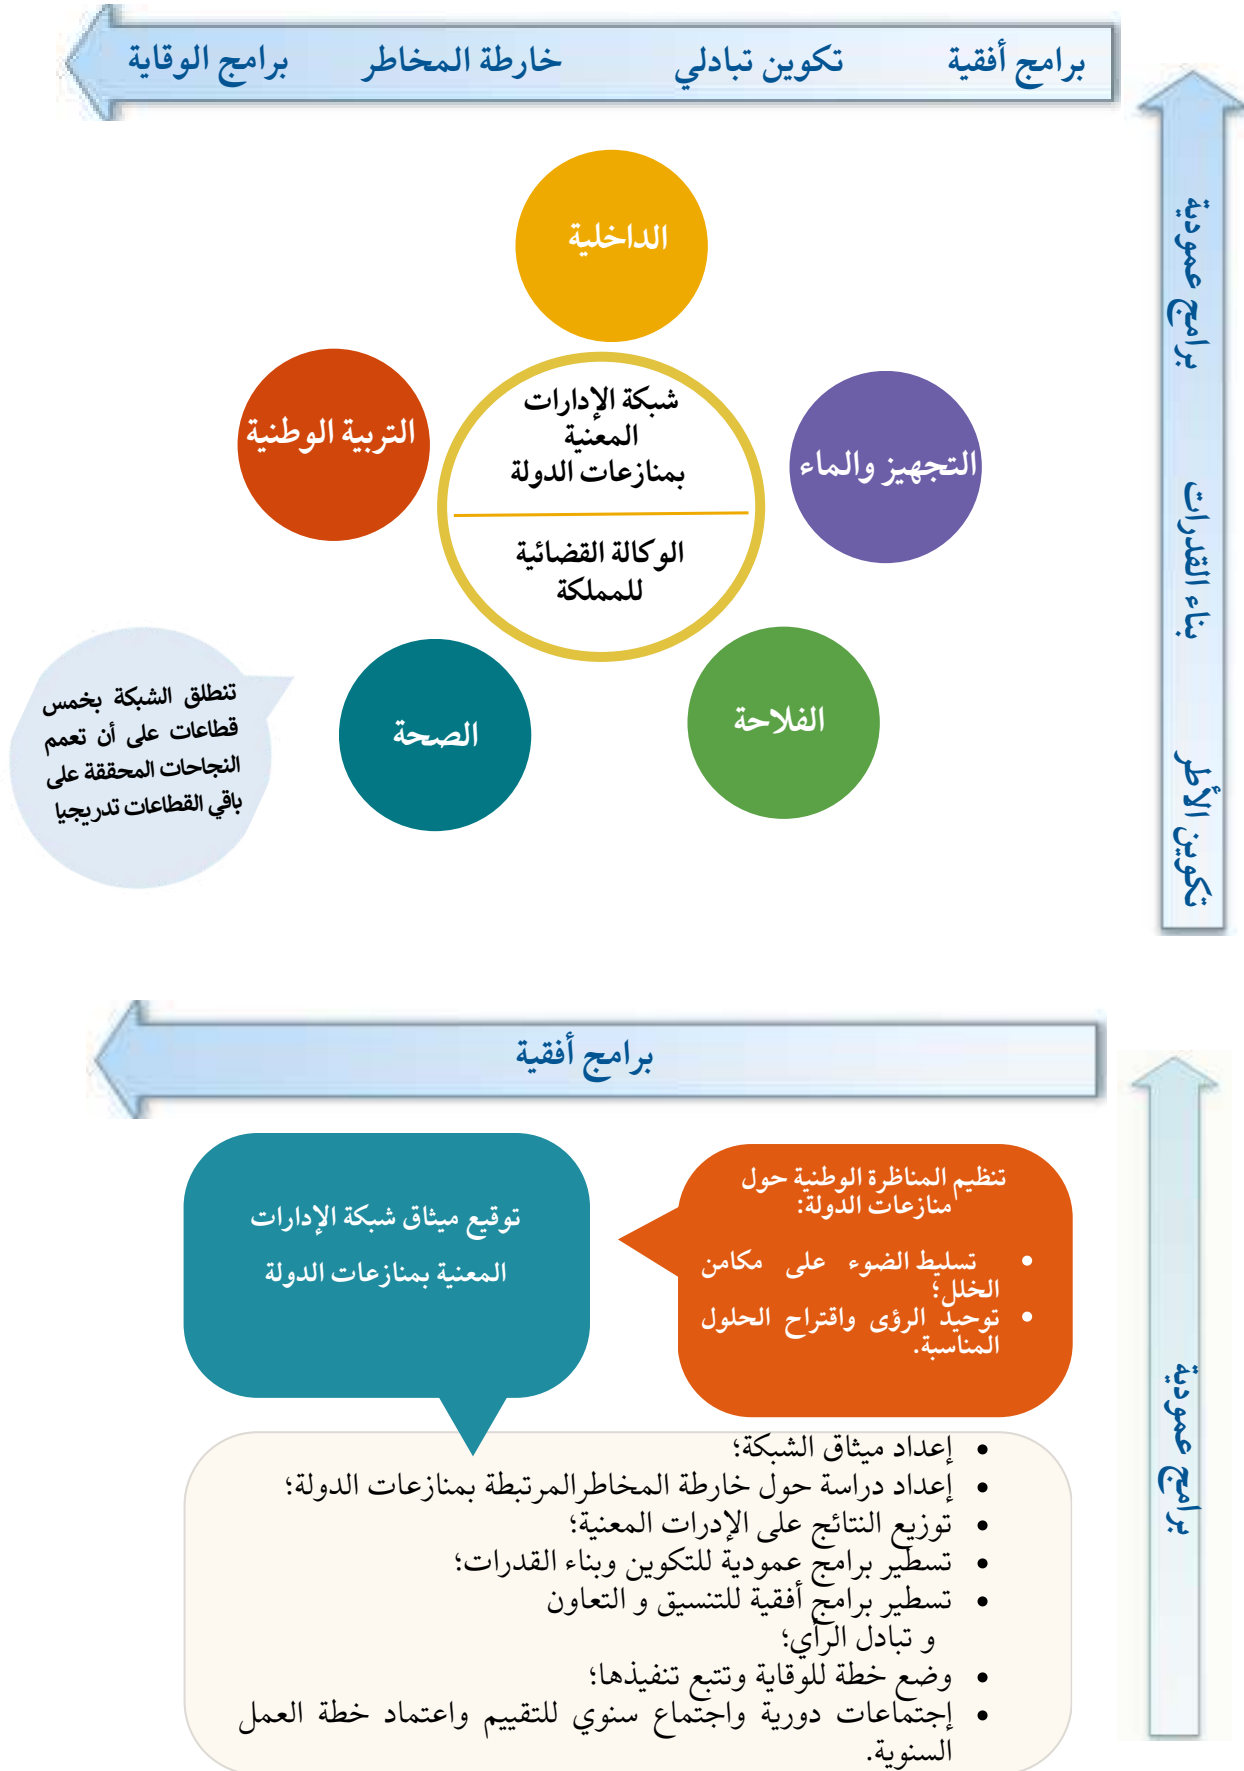 برامج أفقية تكوين تبادلي خارطة المخاطر برامج الوقاية
برامج عمودية بناء القدرات تكوين الأطر
الداخلية
التجهيز والماء
التربية الوطنية
شبكة الإدارات
المعنية
بمنازعات الدولة
الوكالة القضائية
للمملكة
الفلاحة
الصحة
تنطلق الشبكة بخمس
قطاعات على أن تعمم
النجاحات المحققة على
باقي القطاعات تدريجيا
برامج أفقية
برامج عمودية
تنظيم المناظرة الوطنية حول
منازعات الدولة:
• تسليط الضوء على مكامن
الخلل؛
• توحيد الرؤى واقتراح الحلول
المناسبة.
توقيع ميثاق شبكة الإدارات
المعنية بمنازعات الدولة
• إعداد ميثاق الشبكة؛
• إعداد دراسة حول خارطة المخاطرالمرتبطة بمنازعات الدولة؛
• توزيع النتائج على الإدرات المعنية؛
• تسطير برامج عمودية للتكوين وبناء القدرات؛
• تسطير برامج أفقية للتنسيق و التعاون
و تبادل الرأي؛
• وضع خطة للوقاية وتتبع تنفيذها؛
• إجتماعات دورية واجتماع سنوي للتقييم واعتماد خطة العمل
السنوية.